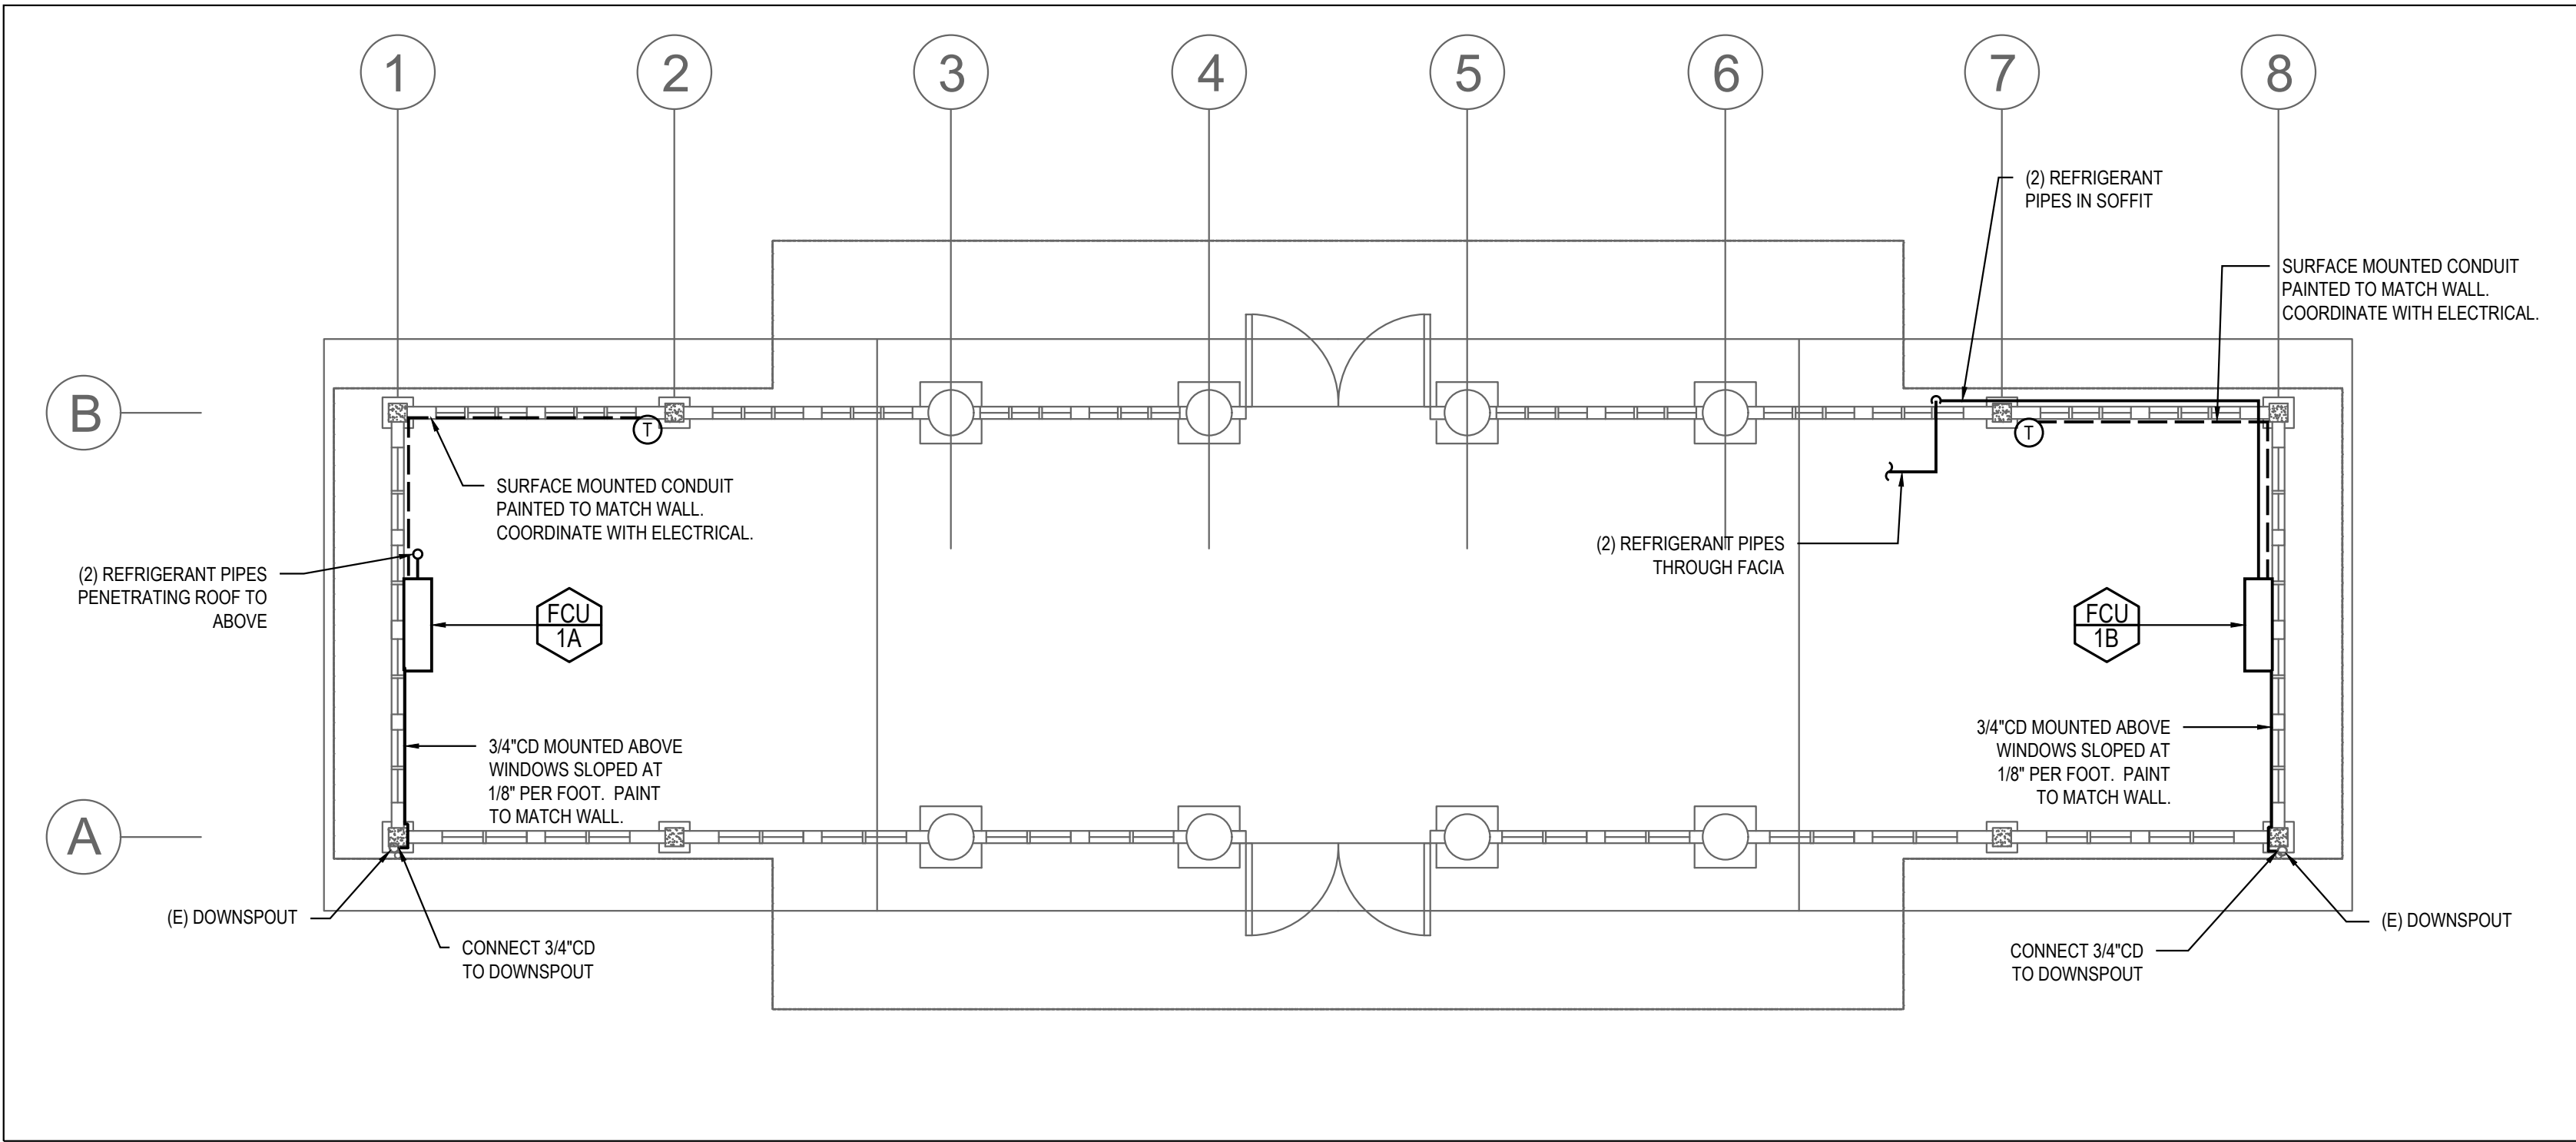 1
2
3
4
5
6
7
8
(2) REFRIGERANT
PIPES IN SOFFIT
SURFACE MOUNTED CONDUIT
PAINTED TO MATCH WALL.
COORDINATE WITH ELECTRICAL.
B
T
T
SURFACE MOUNTED CONDUIT
PAINTED TO MATCH WALL.
COORDINATE WITH ELECTRICAL.
(2) REFRIGERANT PIPES
THROUGH FACIA
(2) REFRIGERANT PIPES
PENETRATING ROOF TO
ABOVE
FCU
1A
FCU
1B
3/4"CD MOUNTED ABOVE
WINDOWS SLOPED AT
1/8" PER FOOT. PAINT
TO MATCH WALL.
3/4"CD MOUNTED ABOVE
WINDOWS SLOPED AT
1/8" PER FOOT. PAINT
TO MATCH WALL.
A
(E) DOWNSPOUT
CONNECT 3/4"CD
TO DOWNSPOUT
CONNECT 3/4"CD
TO DOWNSPOUT
(E) DOWNSPOUT